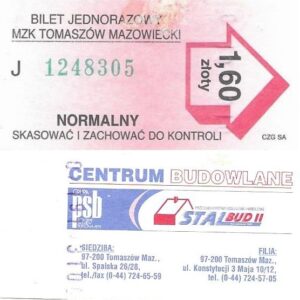 BILET JEDNORAZOWY
MZK TOMASZÓW MAZOWIECKI
J 1248305
1,60
złoty
NORMALNY
SKASOWAĆ I ZACHOWAĆ DO KONTROLI
CZG SA
CENTRUM BUDOWLANE
psb
STALBUD II
SIEDZIBA:
97-200 Tomaszów Maz.,
ul. Spalska 26/28,
tel./fax (0-44) 724-65-59
FILIA:
97-200 Tomaszów Maz.,
ul. Konstytucji 3 Maja 10/12,
tel. (0-44) 724-57-15